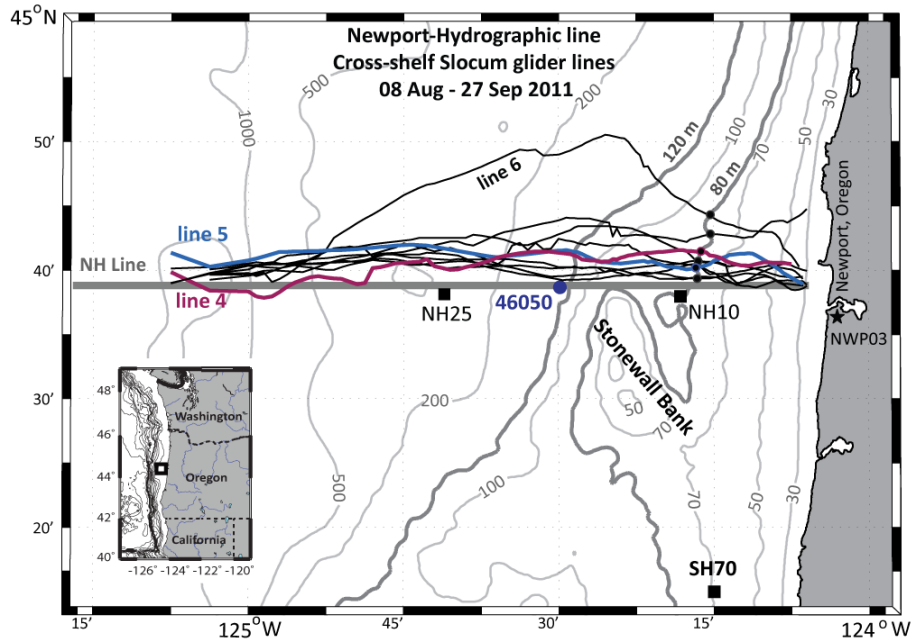 45°N
Newport-Hydrographic line
Cross-shelf Slocum glider lines
08 Aug - 27 Sep 2011
1000
500
200
120 m
100
80 m
70
50
30
50'
line 6
line 5
40'
NH Line
line 4
NH25
46050
NH10
Newport, Oregon
NWP03
Stonewall Bank
50
70
30'
200
500
100
70
50
30
20'
SH70
48°
46°
44°
42°
40°
Washington
Oregon
California
-126° -124° -122° -120°
15' 125°W 45' 30' 15' 124°W